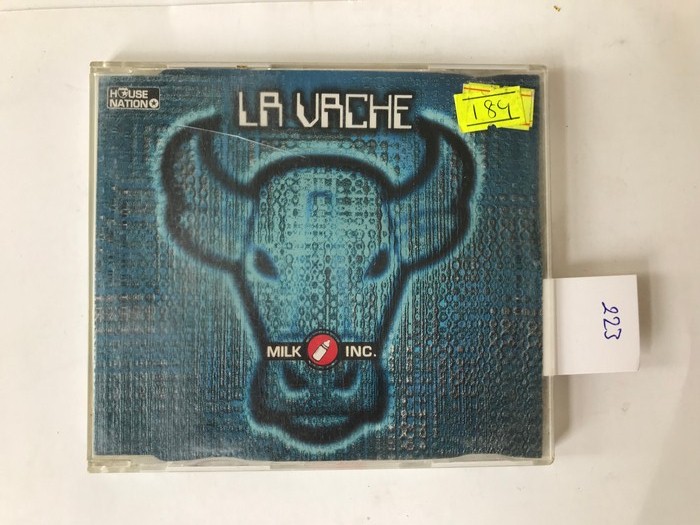 HOUSE
NATION
LA VACHE
184
MILK INC.
223